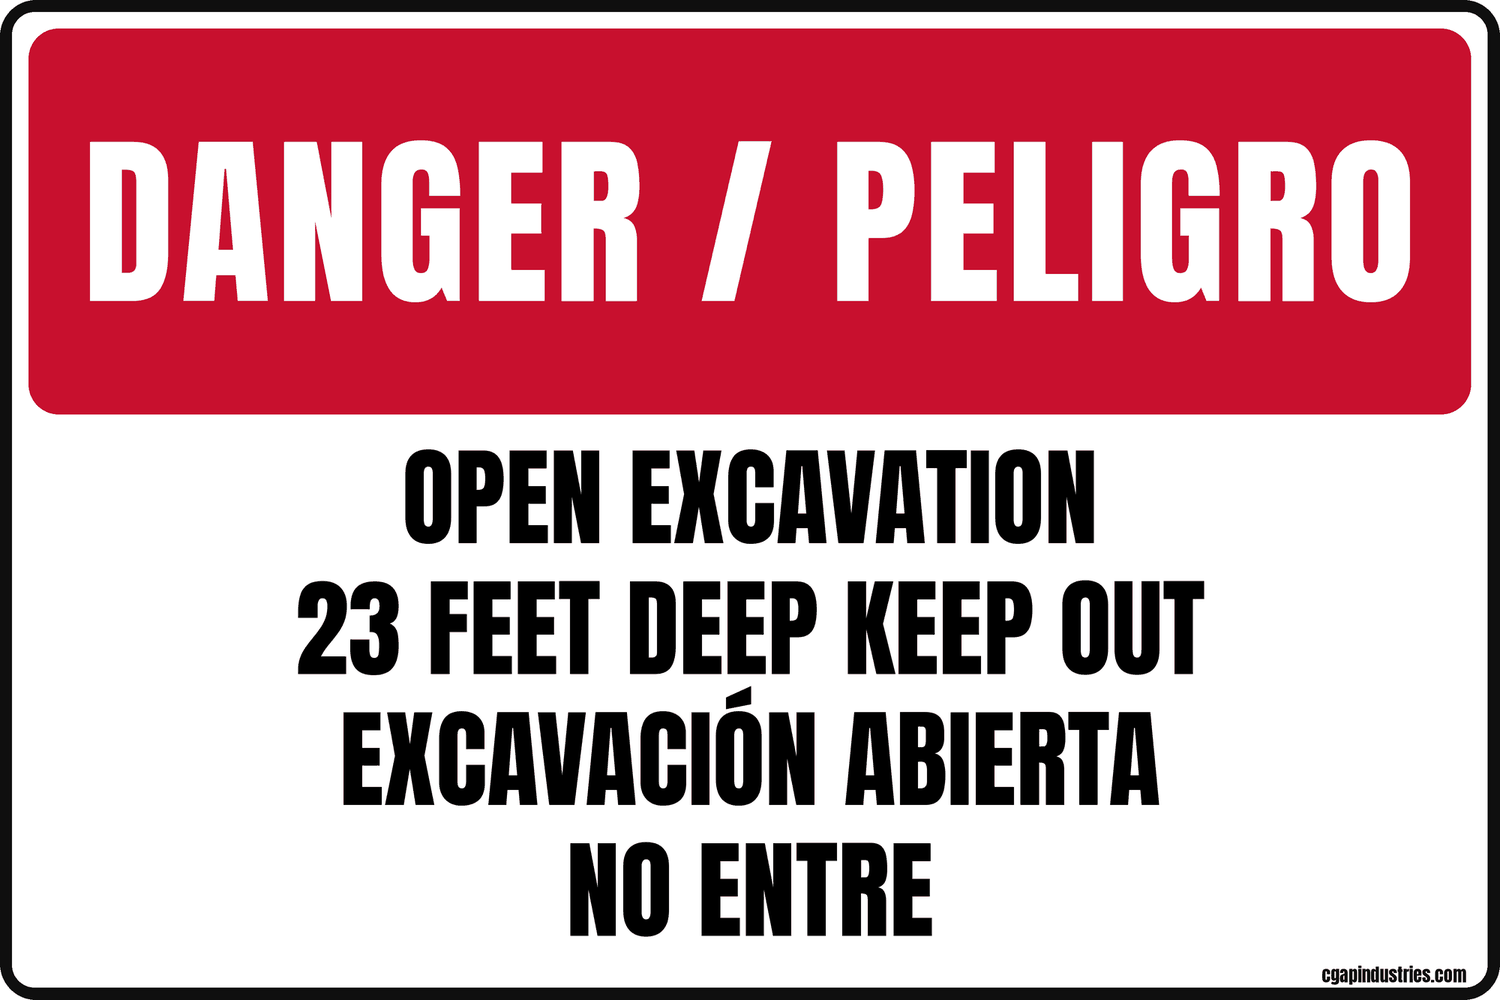 DANGER / PELIGRO
OPEN EXCAVATION
23 FEET DEEP KEEP OUT
EXCAVACIÓN ABIERTA
NO ENTRE
cgapindustries.com